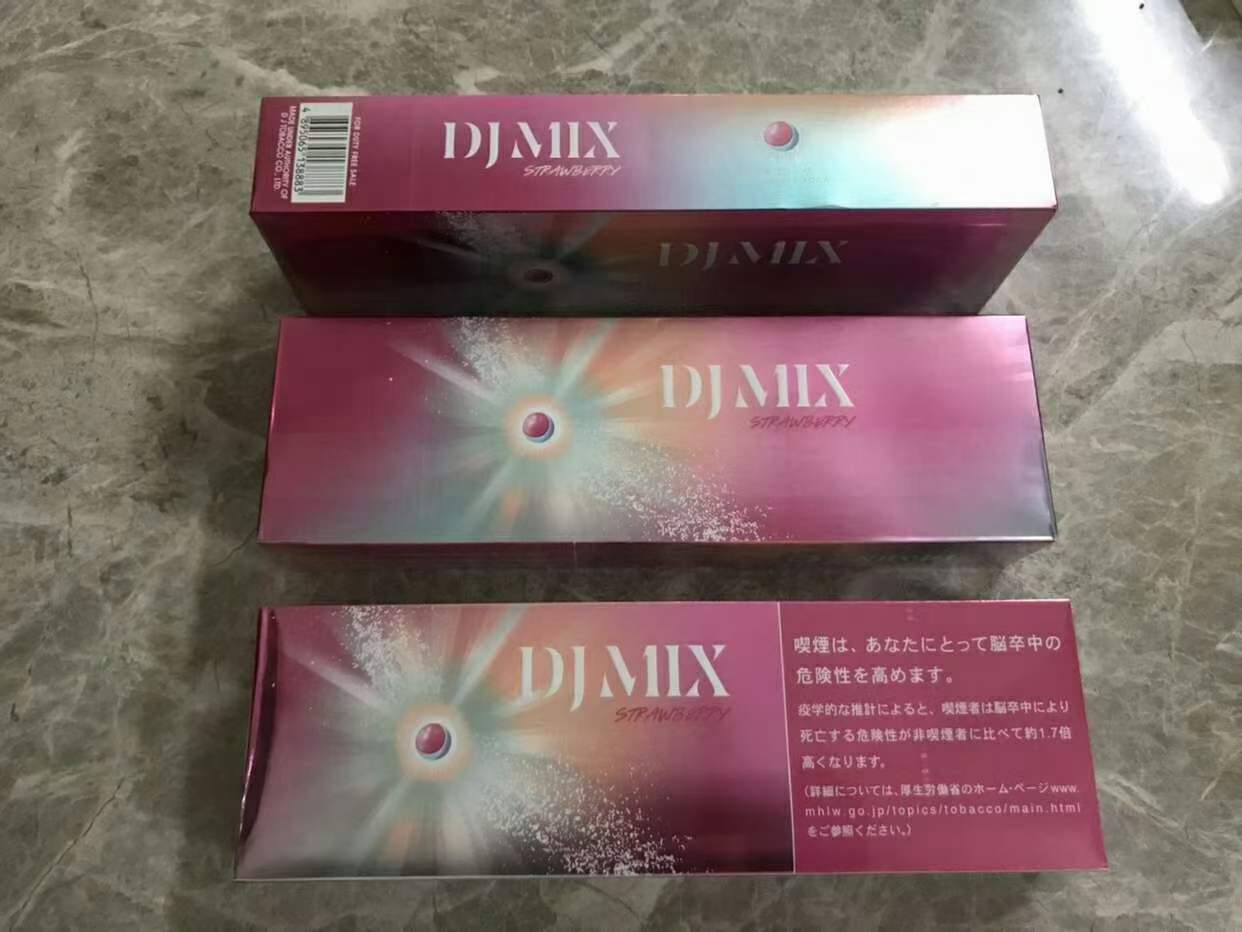 FOR DUTY FREE SALE
4 895065 138883
MADE UNDER AUTHORITY OF
D J TOBACCO CO., LTD.
DJ MIX
STRAWBERRY
DJ MIX
DJ MIX
STRAWBERRY
DJ MIX
STRAWBERRY
喫煙は、あなたにとって脳卒中の
危険性を高めます。
疫学的な推計によると、喫煙者は脳卒中により
死亡する危険性が非喫煙者に比べて約1.7倍
高くなります。
(詳細については、厚生労働省のホーム・ページwww.
mhlw.go.jp/topics/tobacco/main.html
をご参照ください。)